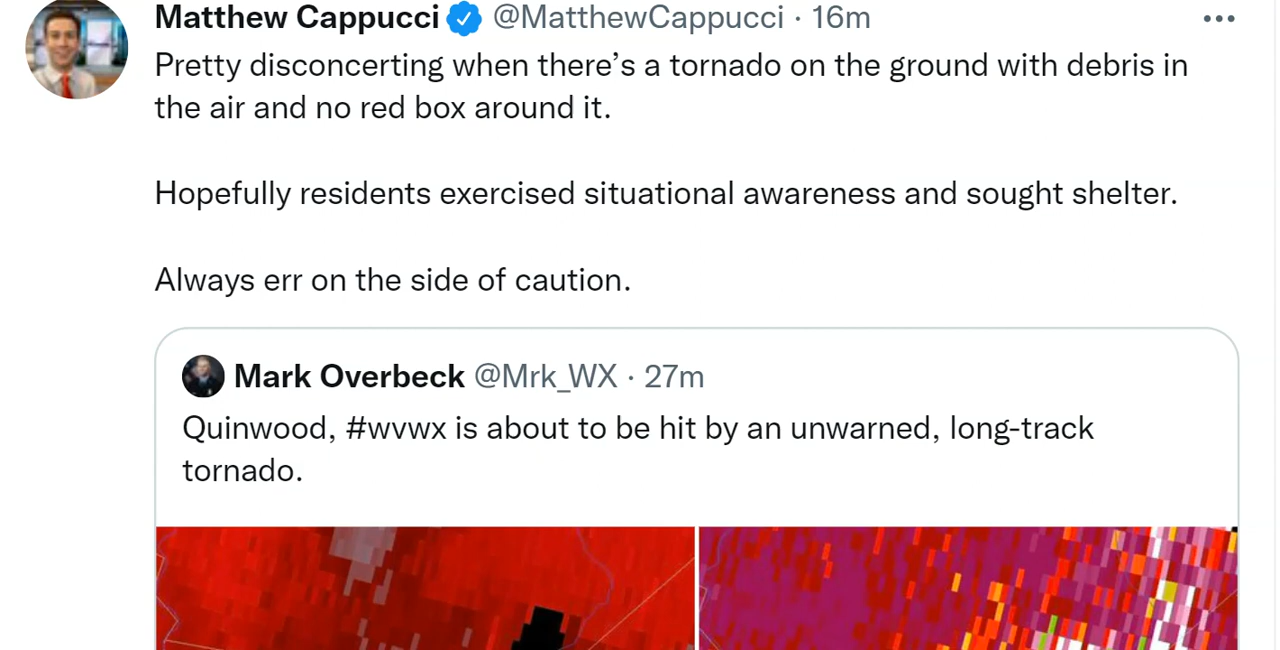 Matthew Cappucci @MatthewCappucci · 16m
Pretty disconcerting when there’s a tornado on the ground with debris in
the air and no red box around it.
Hopefully residents exercised situational awareness and sought shelter.
Always err on the side of caution.
Mark Overbeck @Mrk_WX · 27m
Quinwood, #wvwx is about to be hit by an unwarned, long-track
tornado.